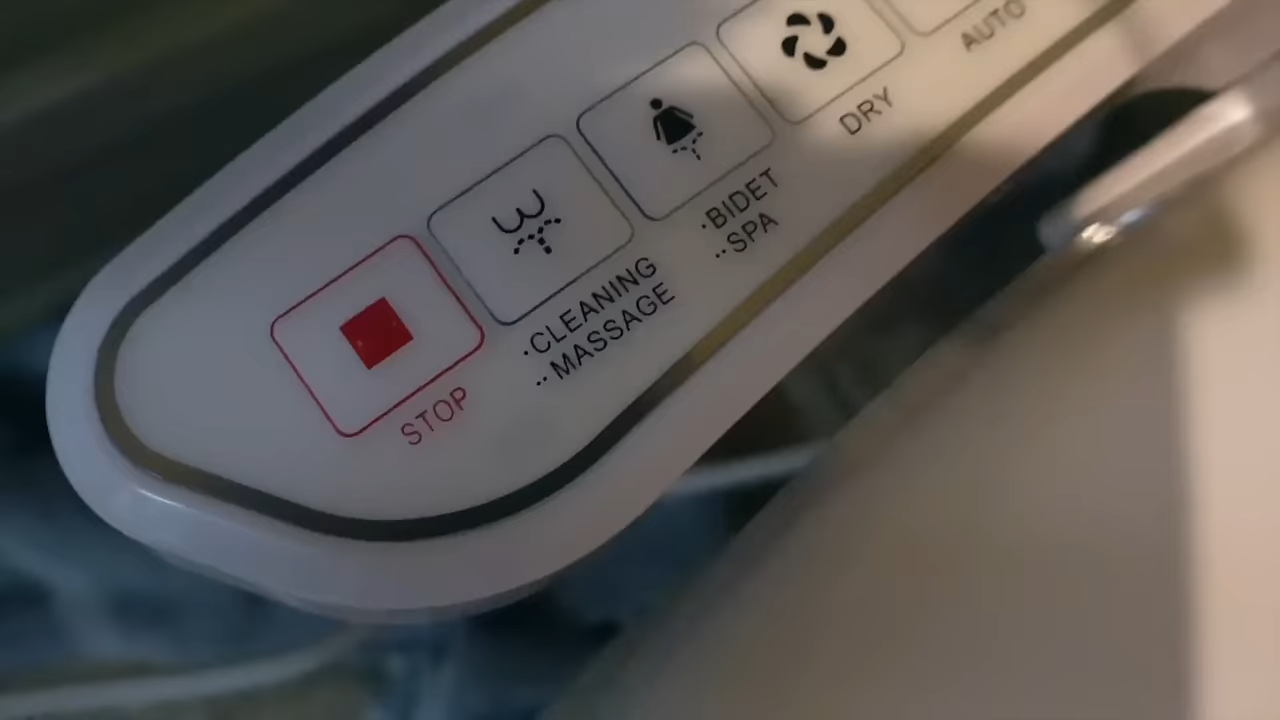 STOP
·CLEANING
··MASSAGE
·BIDET
··SPA
DRY
AUTO